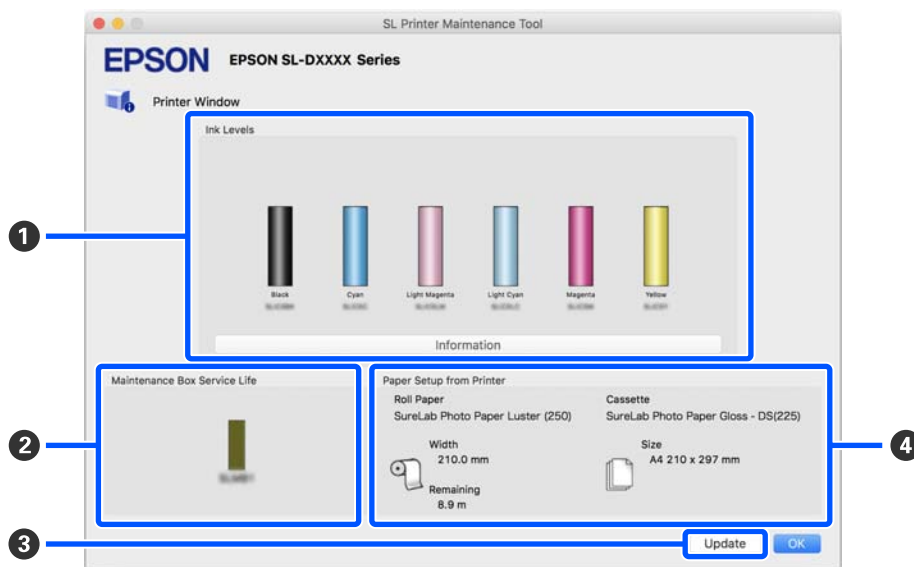 SL Printer Maintenance Tool
EPSON EPSON SL-DXXXX Series
Printer Window
Ink Levels
1
Black Cyan Light Magenta Light Cyan Magenta Yellow
Information
Maintenance Box Service Life
Paper Setup from Printer
Roll Paper
SureLab Photo Paper Luster (250)
Width
210.0 mm
Remaining
8.9 m
Cassette
SureLab Photo Paper Gloss - DS(225)
Size
A4 210 x 297 mm
2
4
3
Update OK